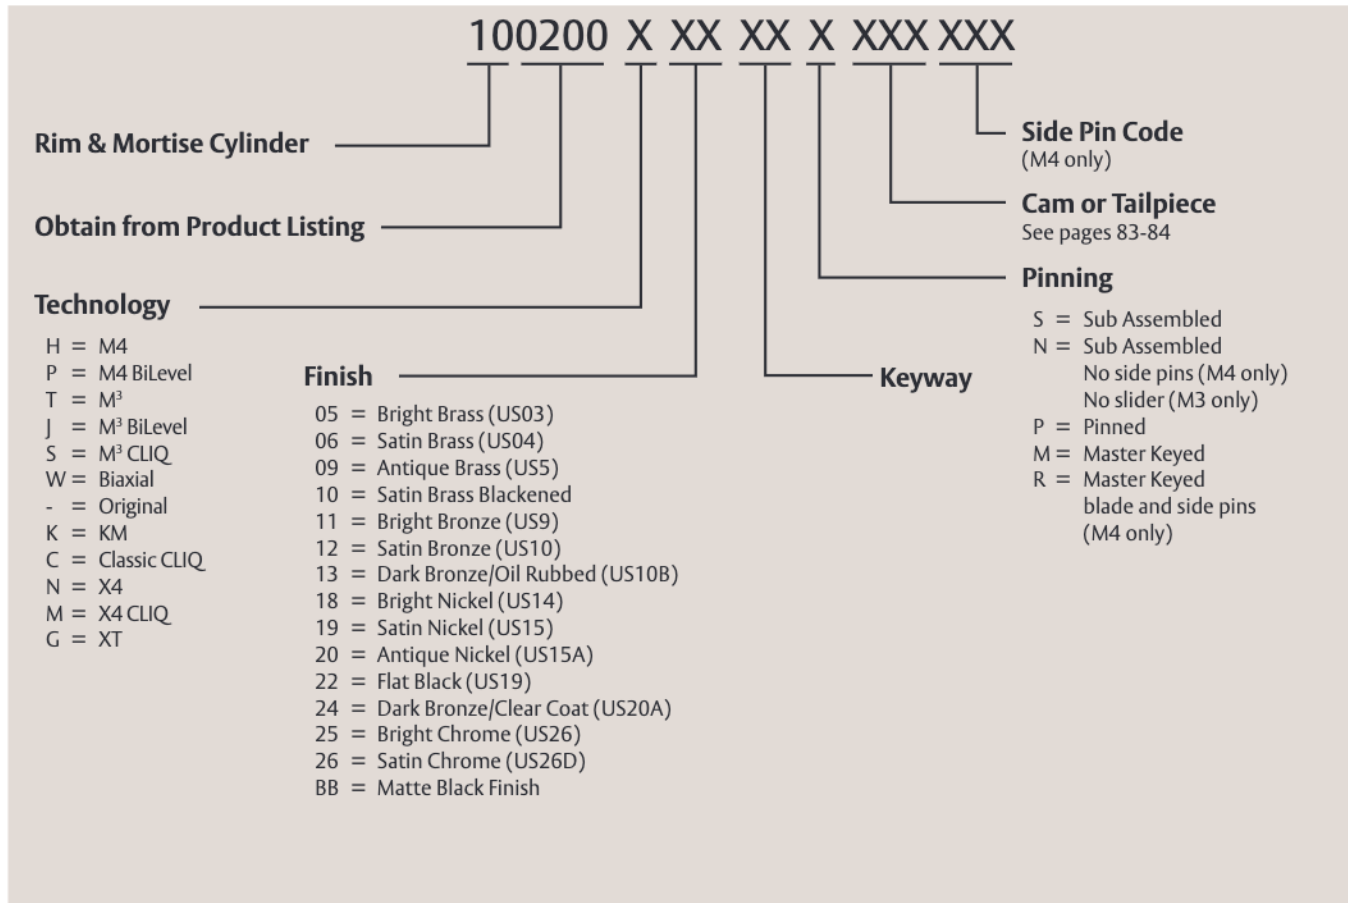 100200 X XX XX X XXX XXX
Rim & Mortise Cylinder
Obtain from Product Listing
Technology
H = M4
P = M4 BiLevel
T = M³
J = M³ BiLevel
S = M³ CLIQ
W = Biaxial
- = Original
K = KM
C = Classic CLIQ
N = X4
M = X4 CLIQ
G = XT
Finish
05 = Bright Brass (US03)
06 = Satin Brass (US04)
09 = Antique Brass (US5)
10 = Satin Brass Blackened
11 = Bright Bronze (US9)
12 = Satin Bronze (US10)
13 = Dark Bronze/Oil Rubbed (US10B)
18 = Bright Nickel (US14)
19 = Satin Nickel (US15)
20 = Antique Nickel (US15A)
22 = Flat Black (US19)
24 = Dark Bronze/Clear Coat (US20A)
25 = Bright Chrome (US26)
26 = Satin Chrome (US26D)
BB = Matte Black Finish
Keyway
Side Pin Code
(M4 only)
Cam or Tailpiece
See pages 83-84
Pinning
S = Sub Assembled
N = Sub Assembled
No side pins (M4 only)
No slider (M3 only)
P = Pinned
M = Master Keyed
R = Master Keyed
blade and side pins
(M4 only)